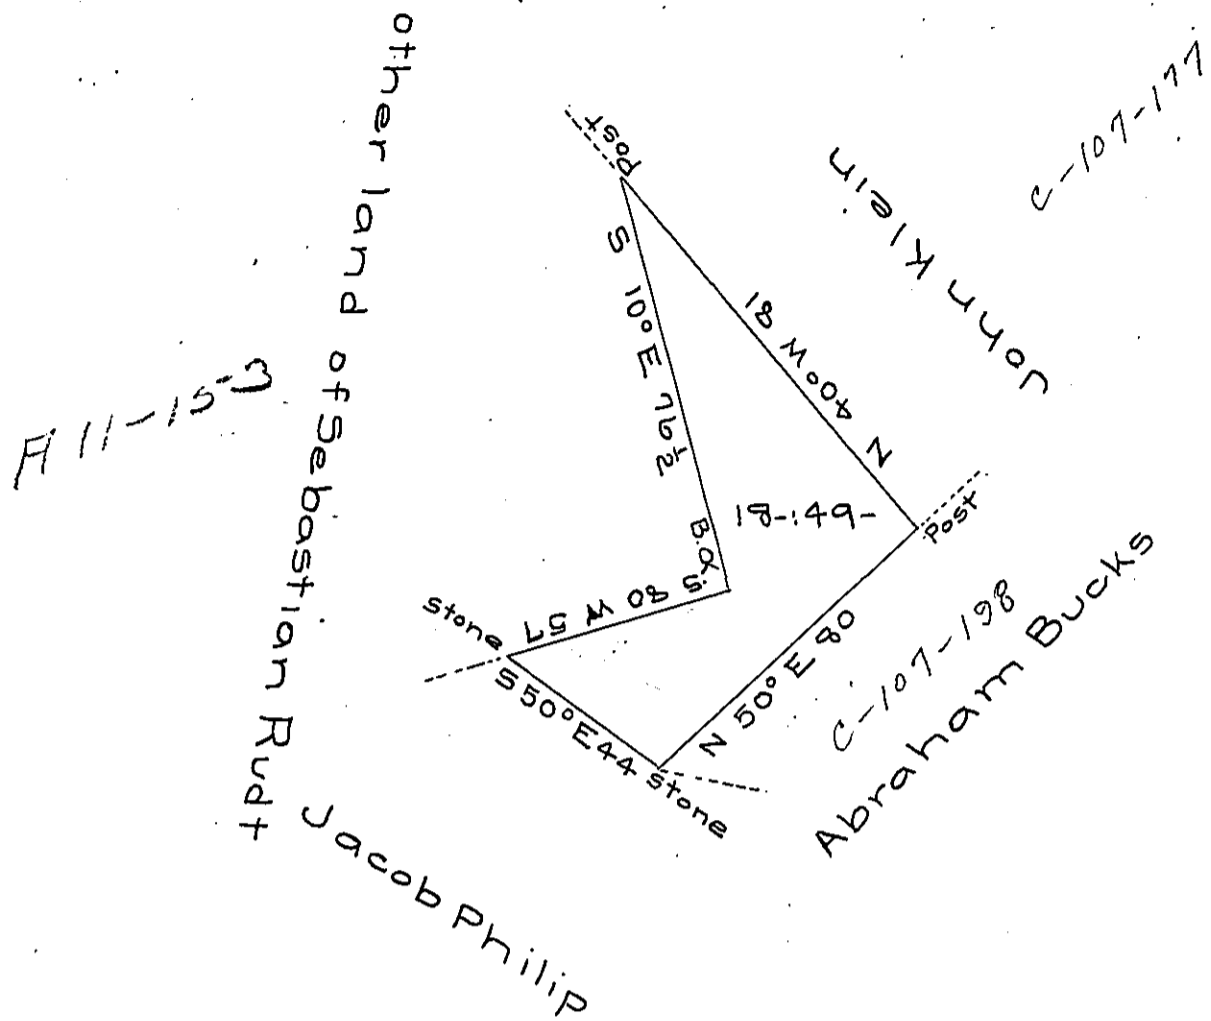 other land of Sebastian Rudt
A 11-153
Post
John Klein
C-107-177
S 10° E 76½
N 40° W 81
18-:49-
B.O.
S 80 W 57
Post
stone
S 50° E 44
stone
N 50° E 80
C-107-198
Abraham Bucks
Jacob Philip